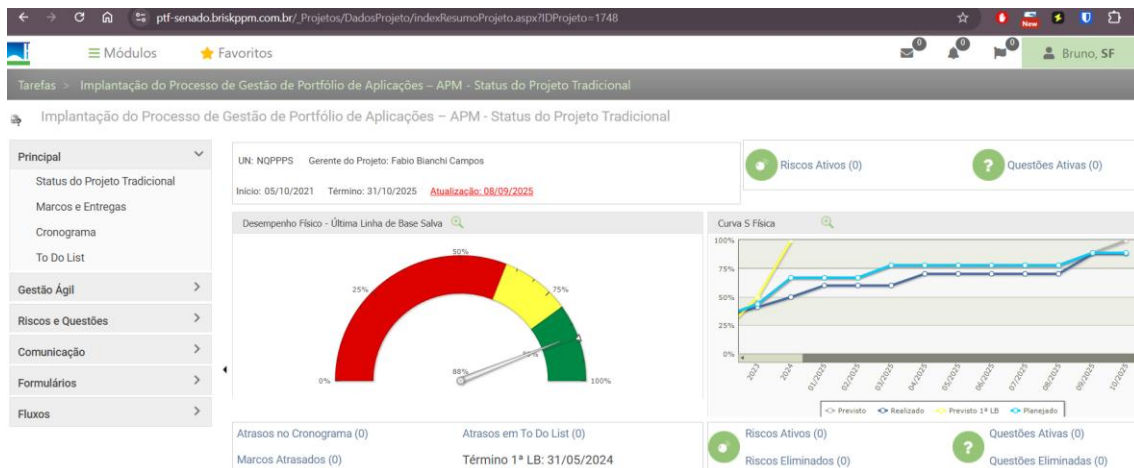 ptf-senado.briskppm.com.br/_Projetos/DadosProjeto/indexResumoProjeto.aspx?IDProjeto=1748
New
Módulos
Favoritos
0
0
0
Bruno, SF
Tarefas > Implantação do Processo de Gestão de Portfólio de Aplicações – APM - Status do Projeto Tradicional
Implantação do Processo de Gestão de Portfólio de Aplicações – APM - Status do Projeto Tradicional
Principal
Status do Projeto Tradicional
Marcos e Entregas
Cronograma
To Do List
Gestão Ágil
Riscos e Questões
Comunicação
Formulários
Fluxos
UN: NQPPPS Gerente do Projeto: Fabio Bianchi Campos
Início: 05/10/2021 Término: 31/10/2025 Atualização: 08/09/2025
Riscos Ativos (0)
? Questões Ativas (0)
Desempenho Físico - Última Linha de Base Salva
0%
25%
50%
75%
100%
88%
Curva S Física
100%
75%
50%
25%
0%
2023 2024 01/2025 02/2025 03/2025 04/2025 05/2025 06/2025 07/2025 08/2025 09/2025 10/2025
Previsto Realizado Previsto 1ª LB Planejado
Atrasos no Cronograma (0) Atrasos em To Do List (0)
Marcos Atrasados (0) Término 1ª LB: 31/05/2024
Riscos Ativos (0)
Riscos Eliminados (0)
? Questões Ativas (0)
Questões Eliminadas (0)